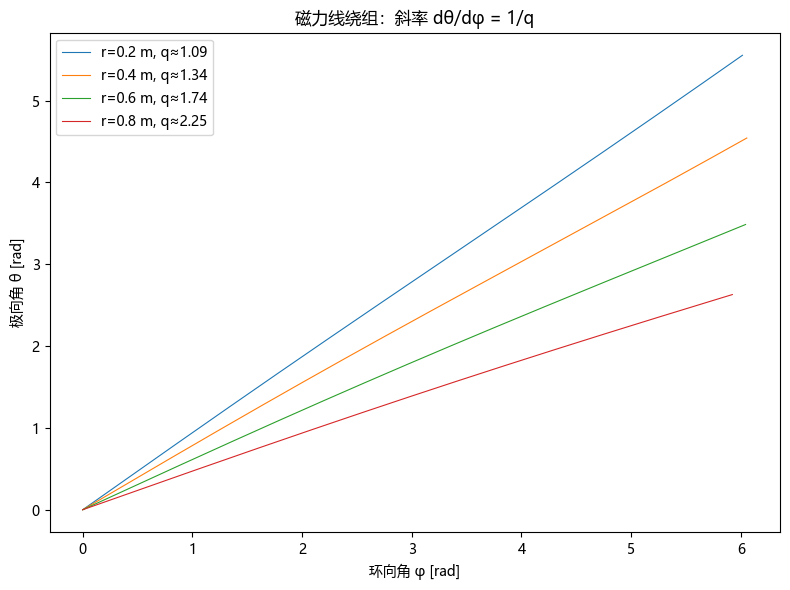 磁力线绕组：斜率 dθ/dφ = 1/q
r=0.2 m, q≈1.09
r=0.4 m, q≈1.34
r=0.6 m, q≈1.74
r=0.8 m, q≈2.25
极向角 θ [rad]
5
4
3
2
1
0
0 1 2 3 4 5 6
环向角 φ [rad]